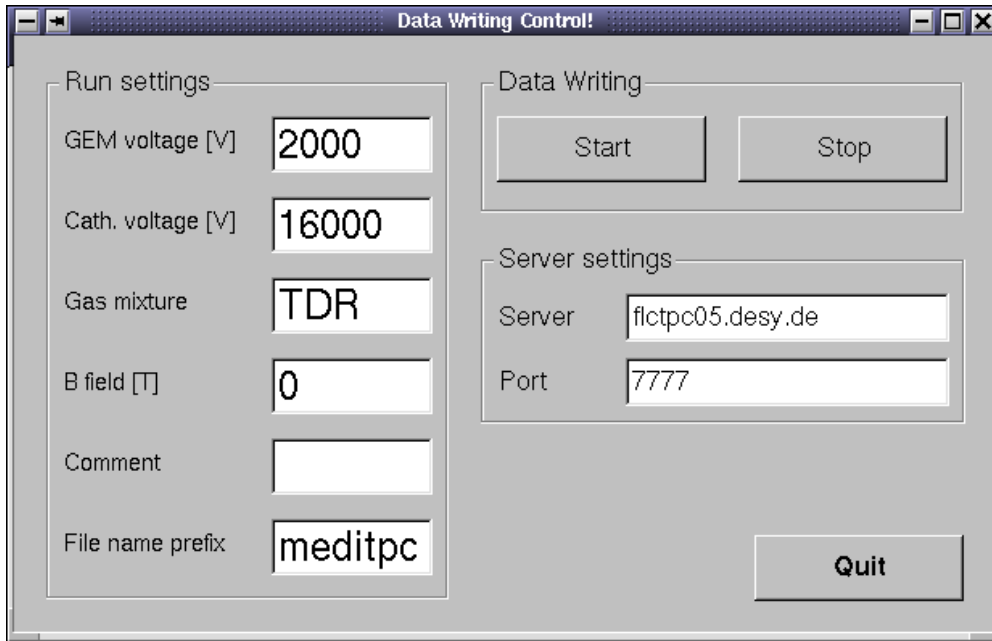 Data Writing Control!
Run settings
GEM voltage [V] 2000
Cath. voltage [V] 16000
Gas mixture TDR
B field [T] 0
Comment
File name prefix meditpc
Data Writing
Start Stop
Server settings
Server flctpc05.desy.de
Port 7777
Quit